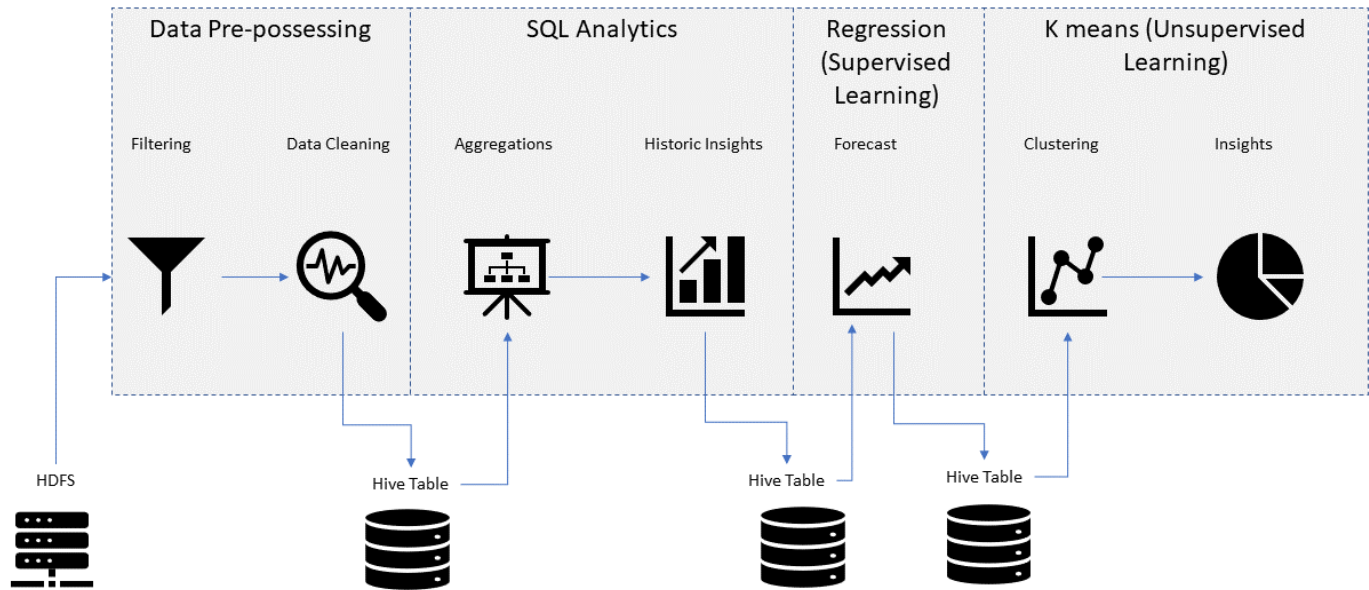 Data Pre-possessing
SQL Analytics
Regression
(Supervised
Learning)
K means (Unsupervised
Learning)
Filtering
Data Cleaning
Aggregations
Historic Insights
Forecast
Clustering
Insights
HDFS
Hive Table
Hive Table
Hive Table